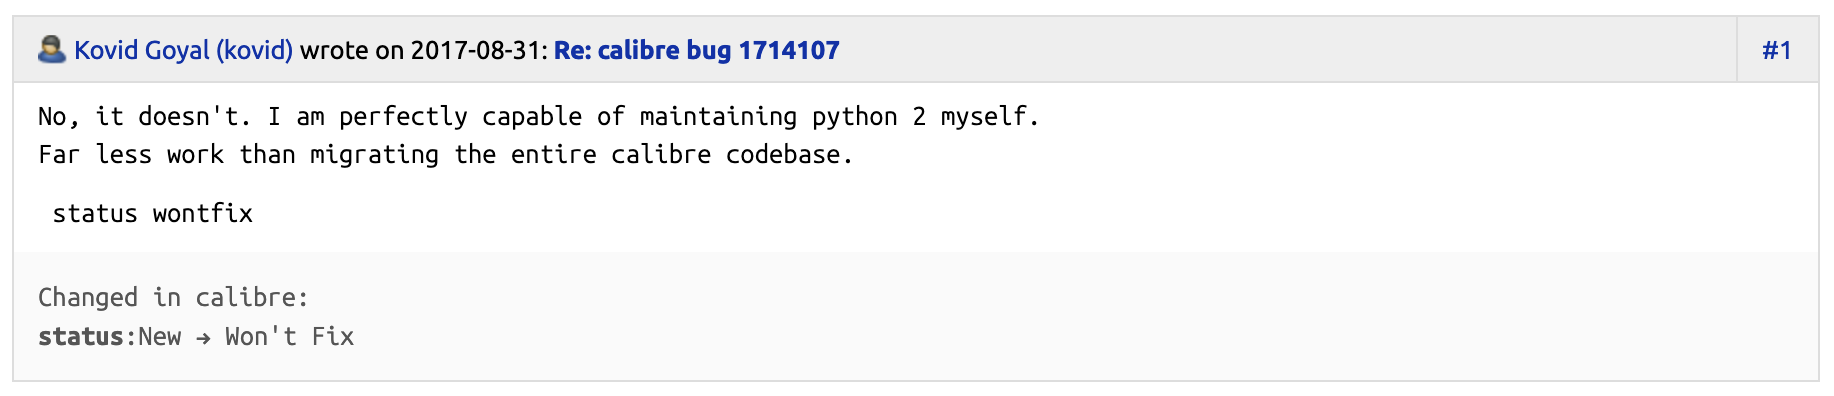 Kovid Goyal (kovid) wrote on 2017-08-31: Re: calibre bug 1714107 #1
No, it doesn't. I am perfectly capable of maintaining python 2 myself.
Far less work than migrating the entire calibre codebase.
status wontfix
Changed in calibre:
status:New → Won't Fix